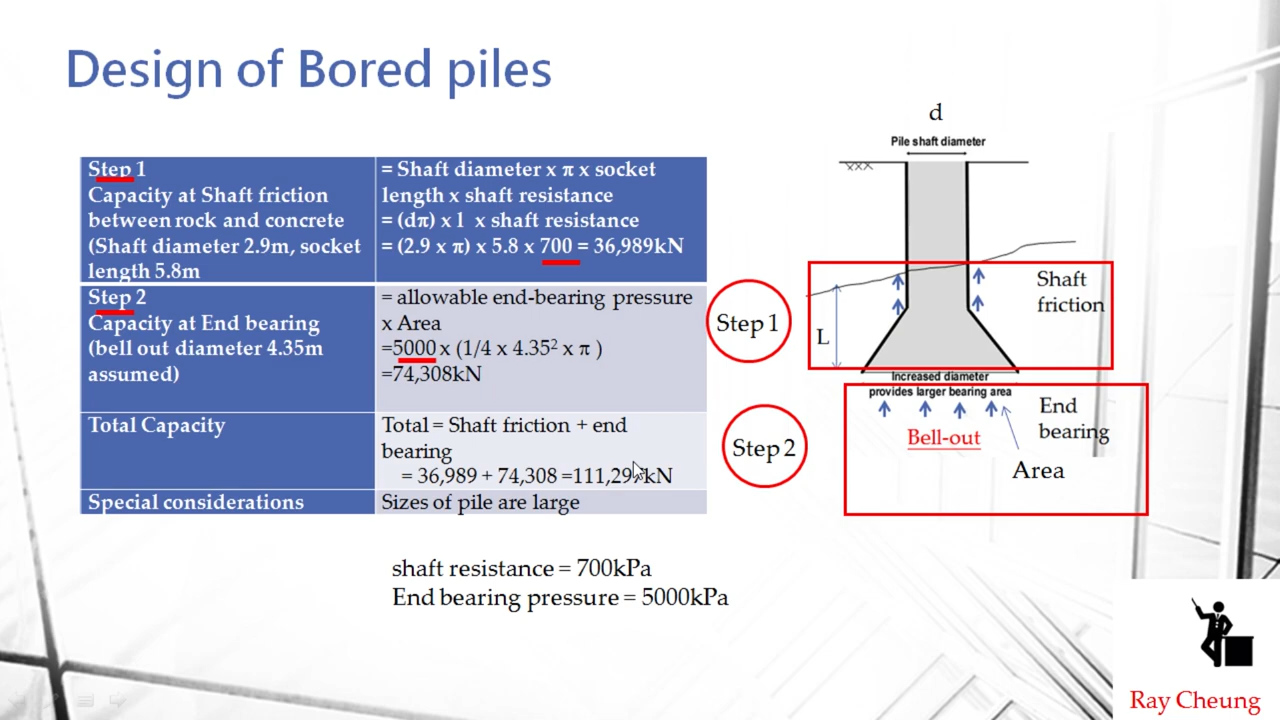 Design of Bored piles
Step 1
Capacity at Shaft friction
between rock and concrete
(Shaft diameter 2.9m, socket
length 5.8m
= Shaft diameter x π x socket
length x shaft resistance
= (dπ) x l x shaft resistance
= (2.9 x π) x 5.8 x 700 = 36,989kN
Step 2
Capacity at End bearing
(bell out diameter 4.35m
assumed)
= allowable end-bearing pressure
x Area
=5000 x (1/4 x 4.35² x π )
=74,308kN
Total Capacity
Total = Shaft friction + end
bearing
= 36,989 + 74,308 =111,297kN
Special considerations
Sizes of pile are large
shaft resistance = 700kPa
End bearing pressure = 5000kPa
d
Pile shaft diameter
XXX
Step 1
Shaft
friction
L
Increased diameter
provides larger bearing area
Step 2
Bell-out
End
bearing
Area
Ray Cheung